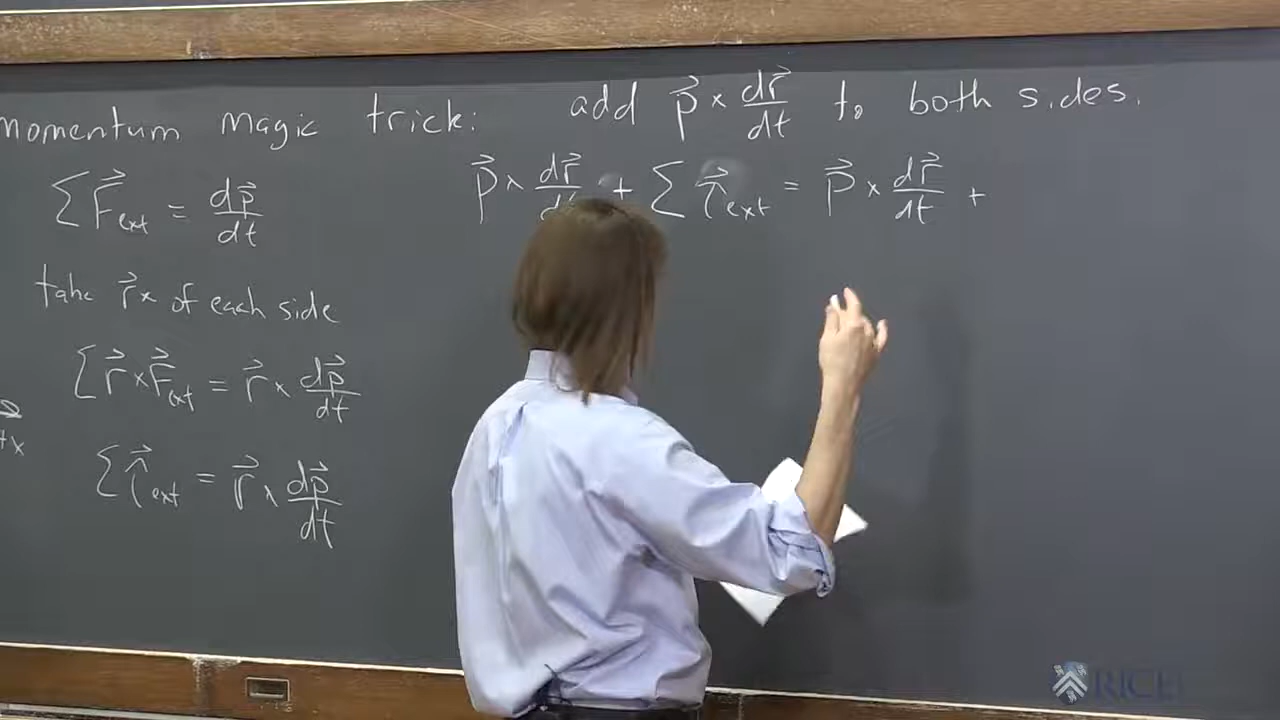 momentum magic trick:
∑F⃗ext = dp⃗/dt
take r⃗× of each side
∑r⃗×F⃗ext = r⃗×dp⃗/dt
∑τ⃗ext = r⃗×dp⃗/dt
add p⃗×dr⃗/dt to both sides.
p⃗×dr⃗/dt + ∑τ⃗ext = p⃗×dr⃗/dt +
RICE